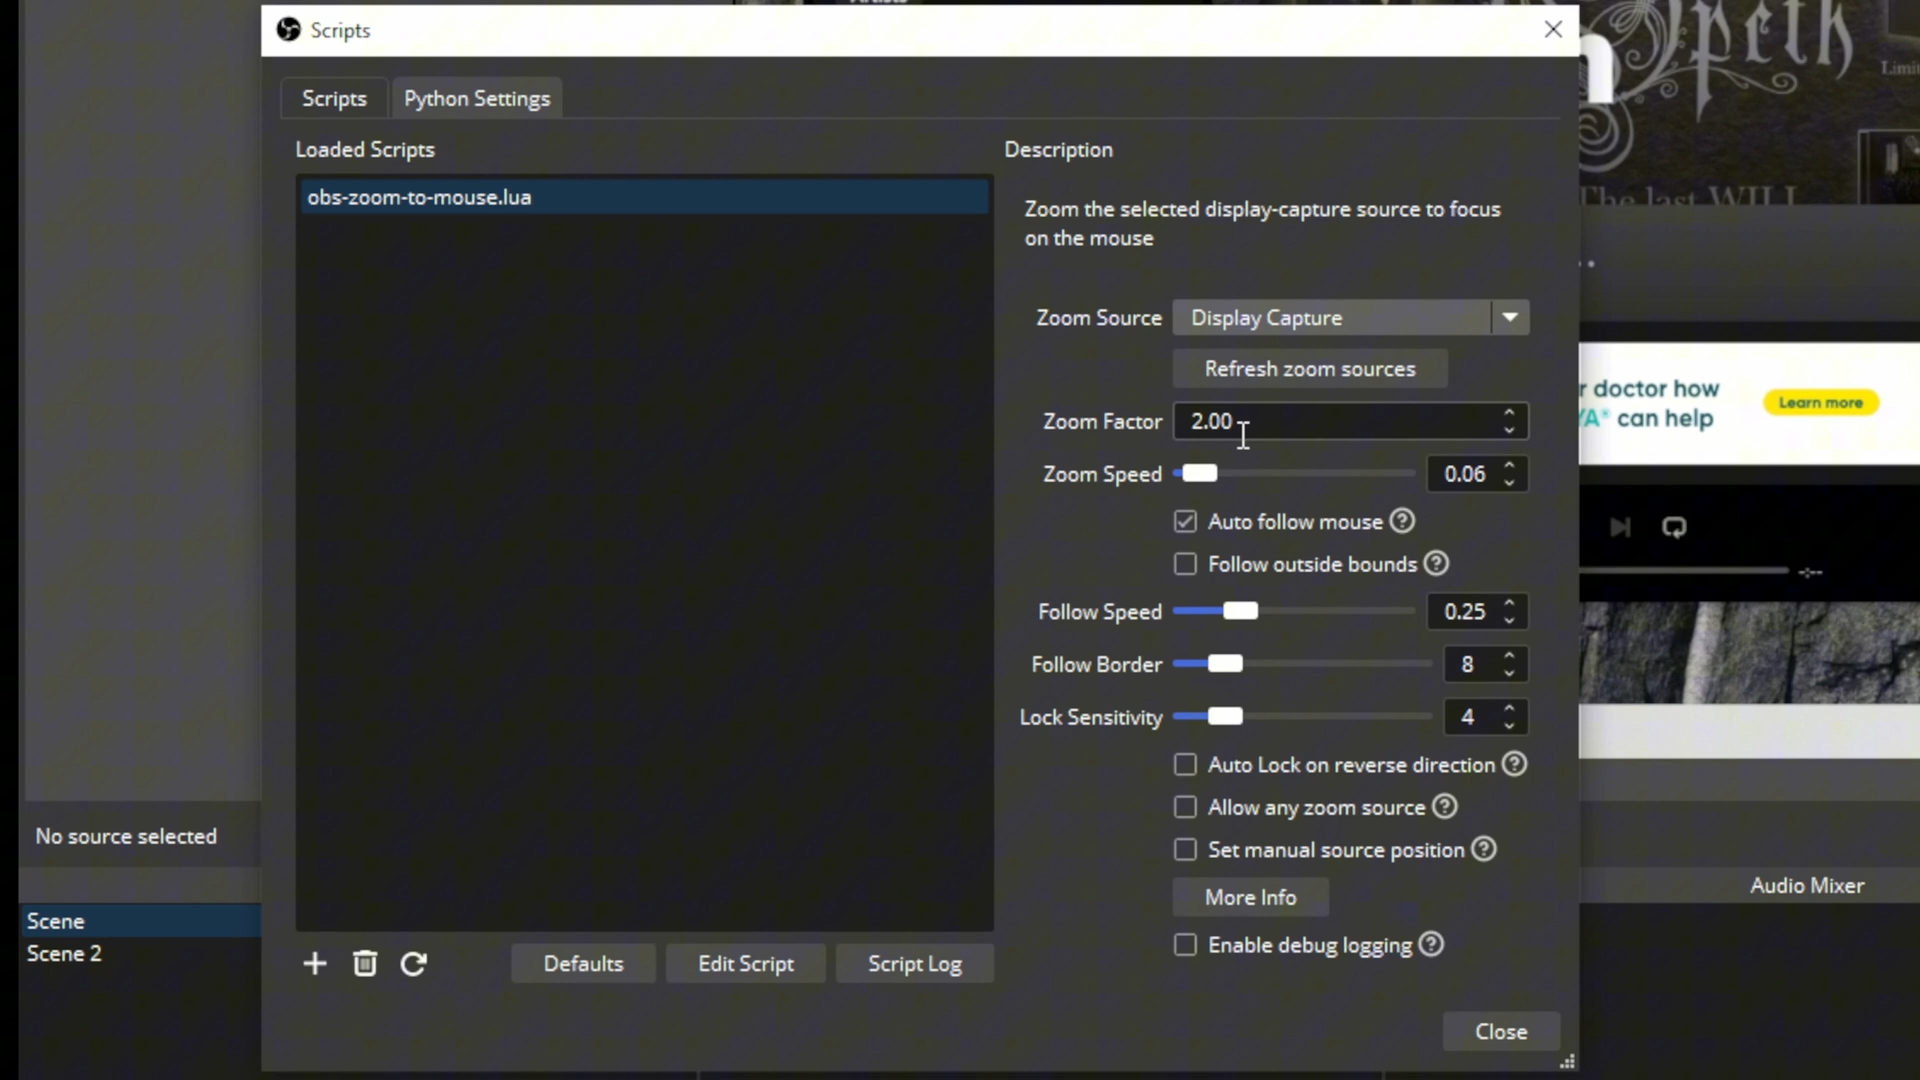 Scripts
Scripts
Python Settings
Loaded Scripts
obs-zoom-to-mouse.lua
Description
Zoom the selected display-capture source to focus
on the mouse
Zoom Source
Display Capture
Refresh zoom sources
Zoom Factor
2.00
Zoom Speed
0.06
Auto follow mouse ?
Follow outside bounds ?
Follow Speed
0.25
Follow Border
8
Lock Sensitivity
4
Auto Lock on reverse direction ?
Allow any zoom source ?
Set manual source position ?
More Info
Enable debug logging ?
Defaults
Edit Script
Script Log
Close
No source selected
Scene
Scene 2
Audio Mixer
The last WILL
r doctor how
can help
Learn more